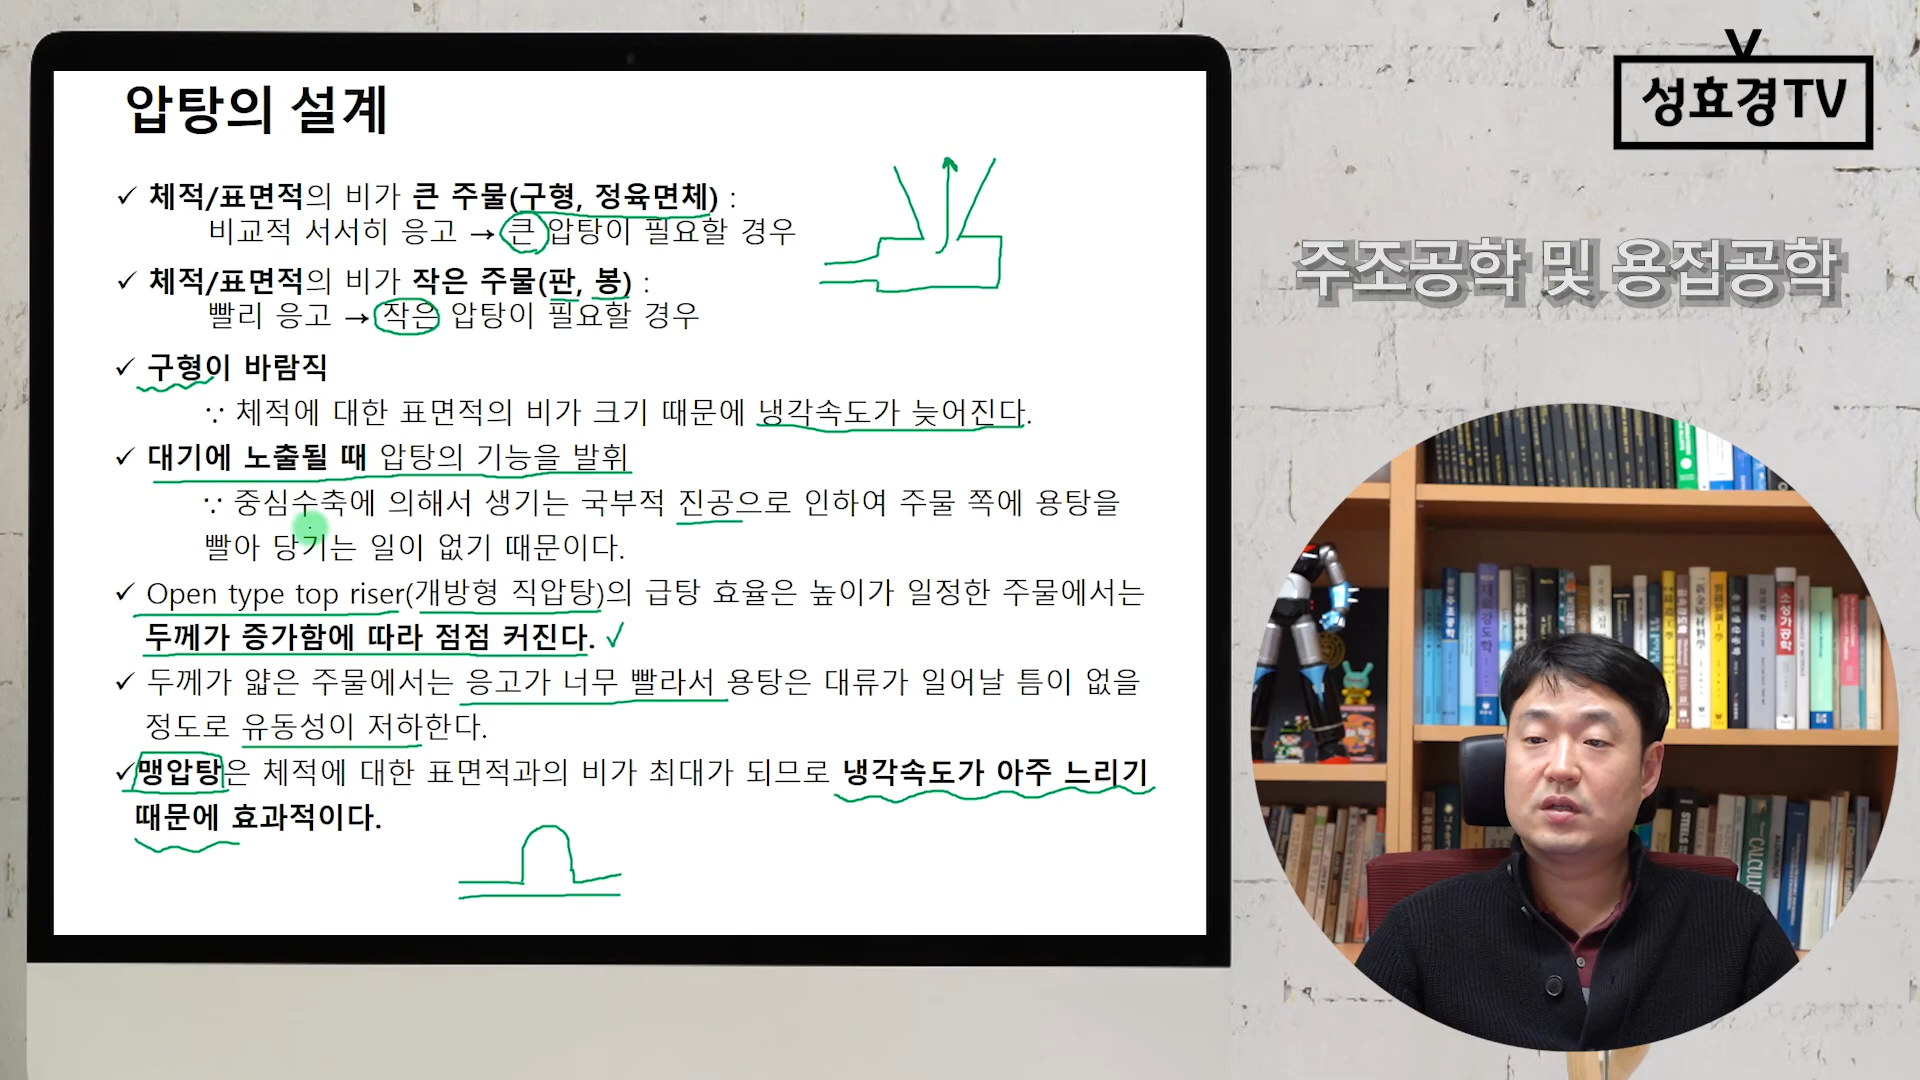 압탕의 설계
✓ 체적/표면적의 비가 큰 주물(구형, 정육면체) :
비교적 서서히 응고 → 큰 압탕이 필요할 경우
✓ 체적/표면적의 비가 작은 주물(판, 봉) :
빨리 응고 → 작은 압탕이 필요할 경우
✓ 구형이 바람직
∵ 체적에 대한 표면적의 비가 크기 때문에 냉각속도가 늦어진다.
✓ 대기에 노출될 때 압탕의 기능을 발휘
∵ 중심수축에 의해서 생기는 국부적 진공으로 인하여 주물 쪽에 용탕을
빨아 당기는 일이 없기 때문이다.
✓ Open type top riser(개방형 직압탕)의 급탕 효율은 높이가 일정한 주물에서는
두께가 증가함에 따라 점점 커진다. ✓
✓ 두께가 얇은 주물에서는 응고가 너무 빨라서 용탕은 대류가 일어날 틈이 없을
정도로 유동성이 저하한다.
✓ 맹압탕은 체적에 대한 표면적과의 비가 최대가 되므로 냉각속도가 아주 느리기
때문에 효과적이다.
성효경TV
주조공학 및 용접공학
소성가공학
STEELS
CALCULUS